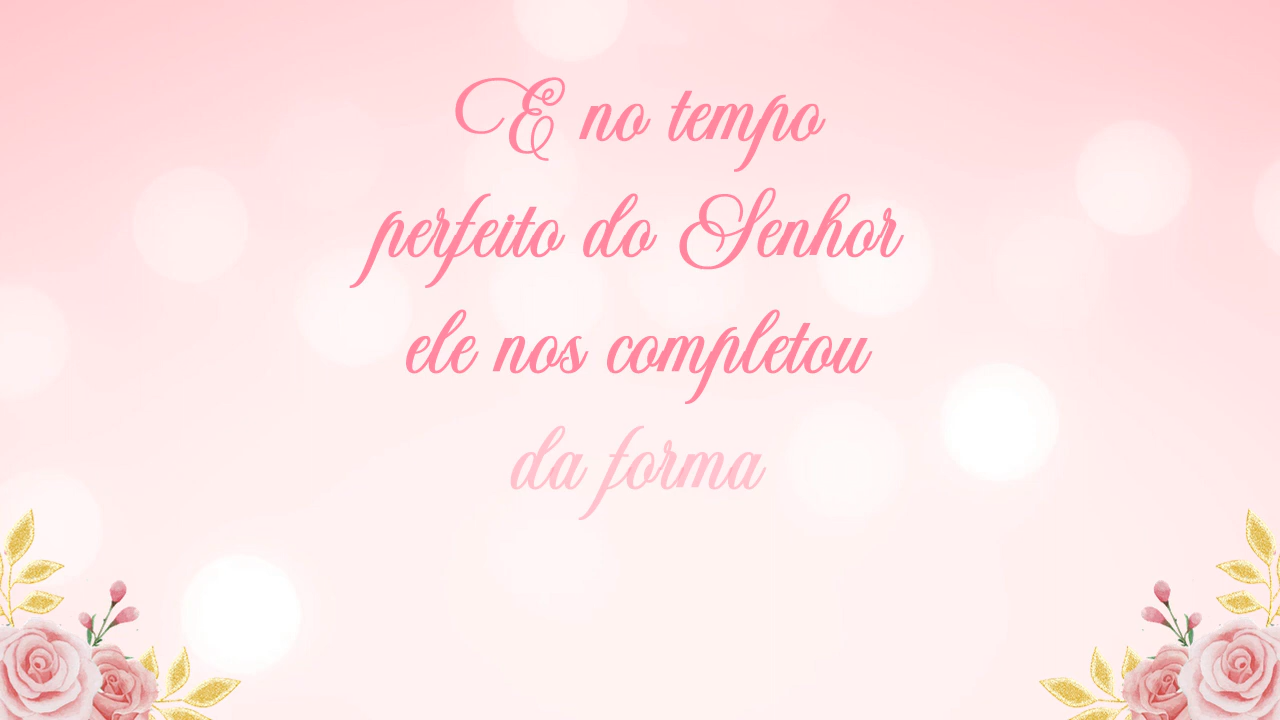 E no tempo
perfeito do Senhor
ele nos completou
da forma